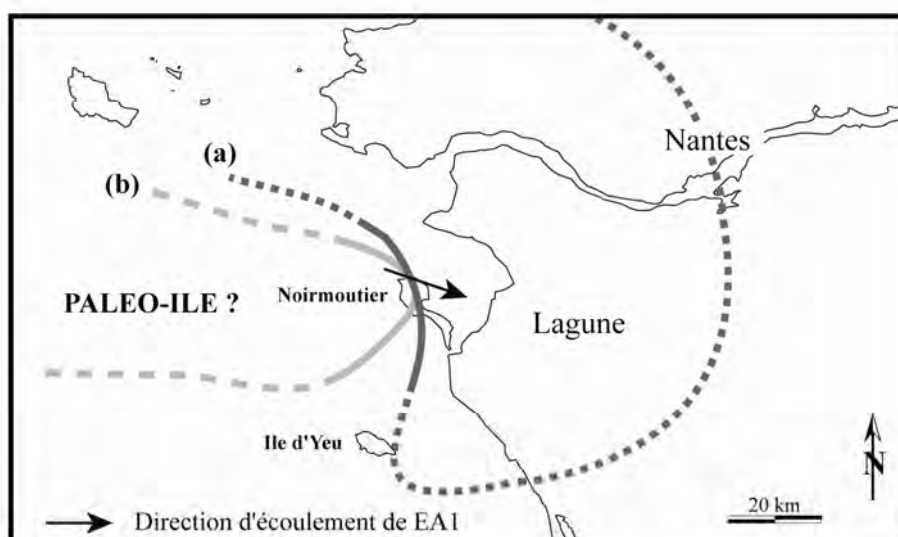 Nantes
(a)
(b)
PALEO-ILE ?
Noirmoutier
Lagune
Ile d'Yeu
N
20 km
Direction d'écoulement de EA1